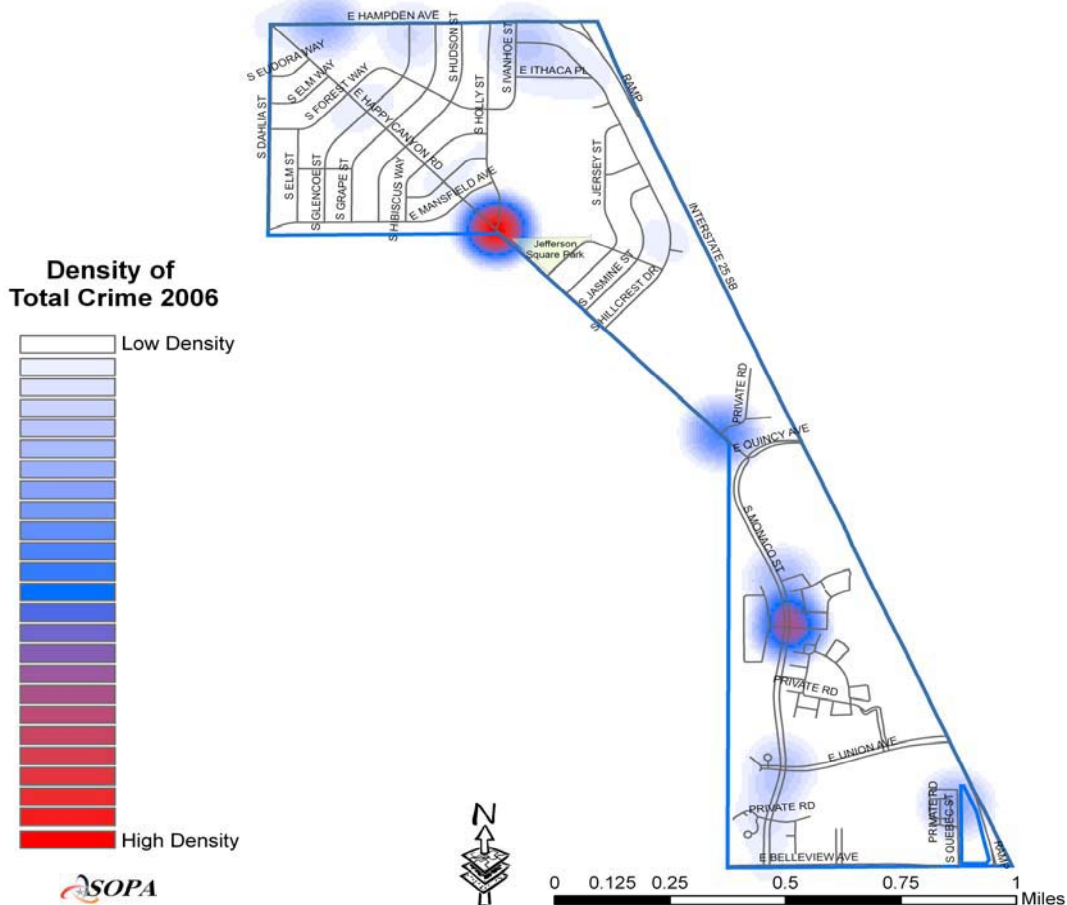 E HAMPDEN AVE
S EUDORA WAY
S ELM WAY
S FOREST WAY
E HAPPY CANYON RD
S HUDSON ST
S HOLLY ST
S IVANHOE ST
E ITHACA PL
RAMP
S DAHLIA ST
S ELM ST
S GLENCOE ST
S GRAPE ST
S HIBISCUS WAY
E MANSFIELD AVE
S JERSEY ST
INTERSTATE 25 SB
Jefferson
Square Park
S JASMINE ST
S HILLCREST DR
Density of
Total Crime 2006
Low Density
High Density
PRIVATE RD
E QUINCY AVE
S MONACO ST
PRIVATE RD
E UNION AVE
PRIVATE RD
PRIVATE RD
S QUEBEC ST
RAMP
E BELLEVIEW AVE
SOPA
N
0 0.125 0.25 0.5 0.75 1
Miles